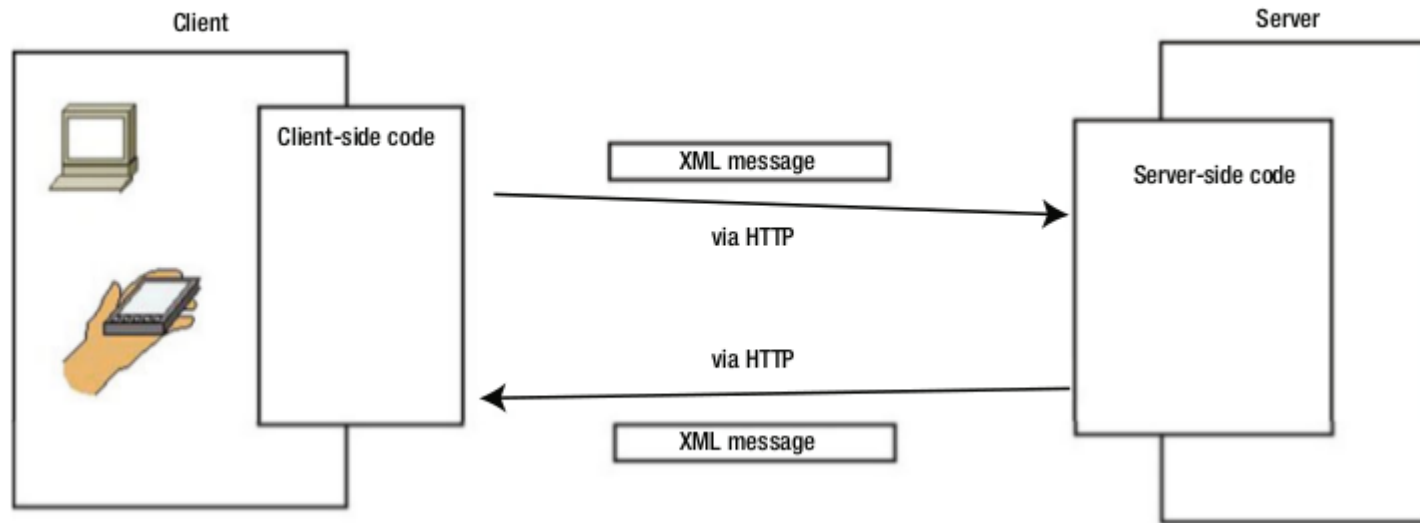 Client
Server
Client-side code
XML message
Server-side code
via HTTP
via HTTP
XML message